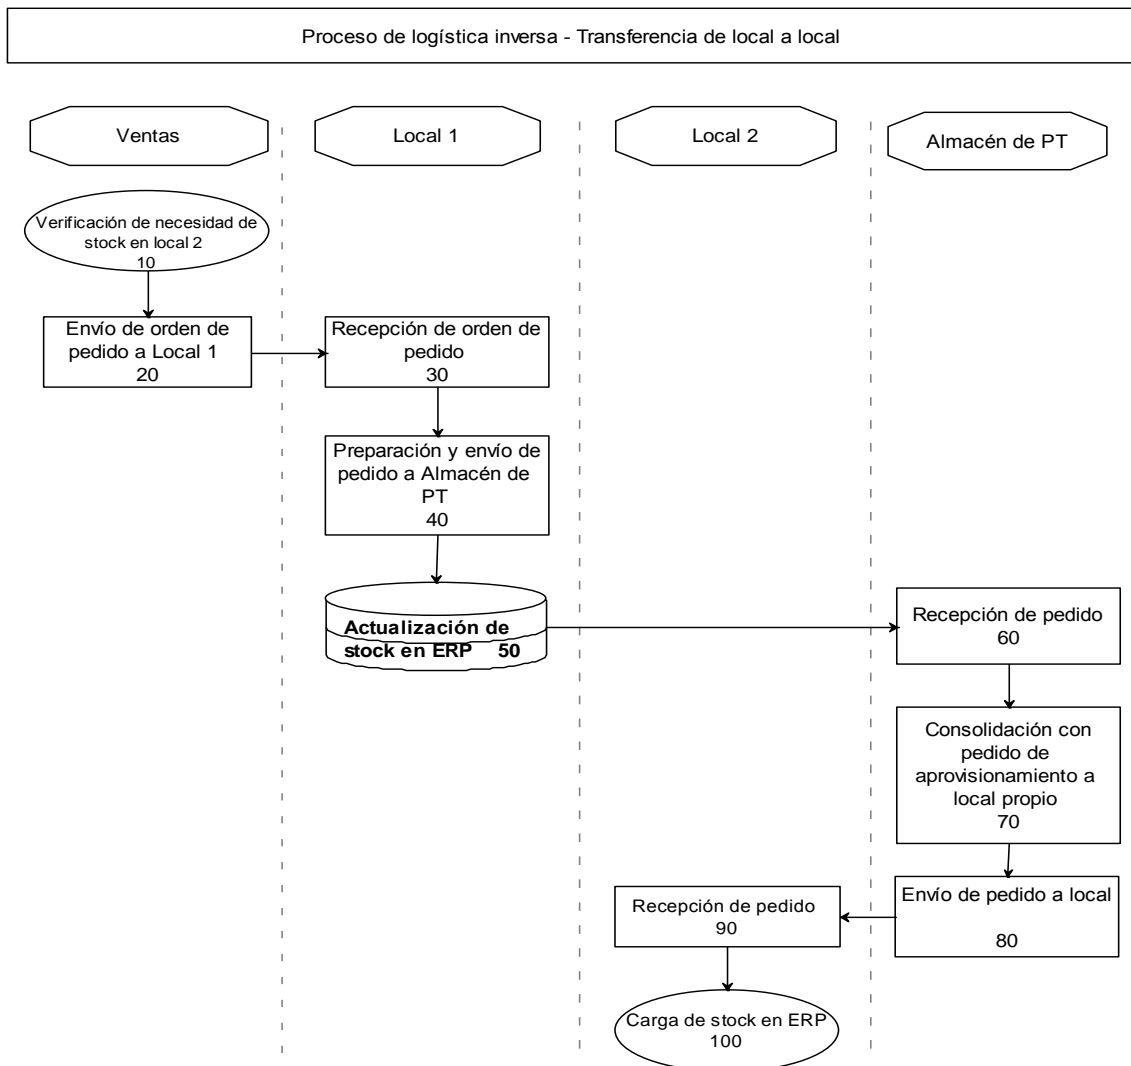 Proceso de logística inversa - Transferencia de local a local
Ventas
Local 1
Local 2
Almacén de PT
Verificación de necesidad de
stock en local 2
10
Envío de orden de
pedido a Local 1
20
Recepción de orden de
pedido
30
Preparación y envío de
pedido a Almacén de
PT
40
Actualización de
stock en ERP 50
Recepción de pedido
60
Consolidación con
pedido de
aprovisionamiento a
local propio
70
Envío de pedido a local
80
Recepción de pedido
90
Carga de stock en ERP
100